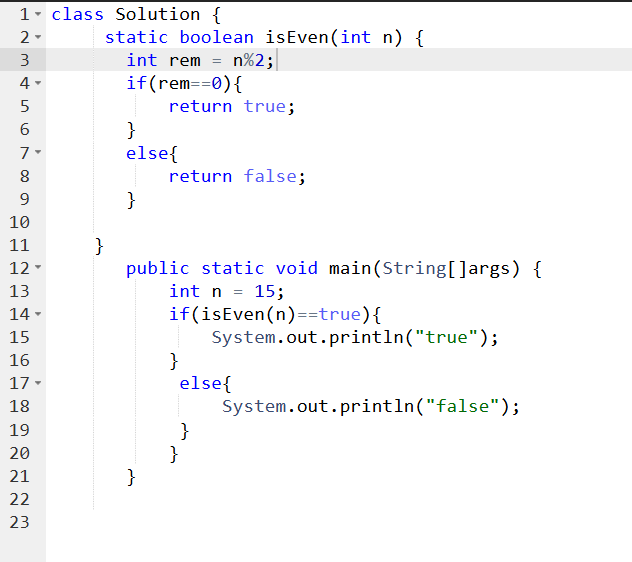 1 class Solution {
2 static boolean isEven(int n) {
3 int rem = n%2;
4 if(rem==0){
5 return true;
6 }
7 else{
8 return false;
9 }
10
11 }
12 public static void main(String[]args) {
13 int n = 15;
14 if(isEven(n)==true){
15 System.out.println("true");
16 }
17 else{
18 System.out.println("false");
19 }
20 }
21 }
22
23